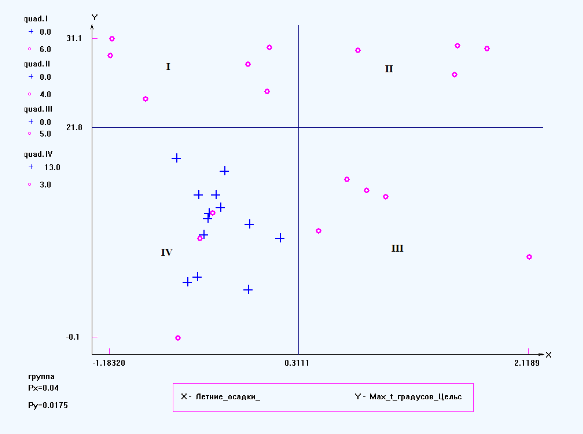 quad.I
+ 0.0
o 6.0
quad.II
+ 0.0
o 4.0
quad.III
+ 0.0
o 5.0
quad.IV
+ 13.0
o 3.0
Y
31.1
21.0
-0.1
I
II
IV
III
-1.18320
0.3111
2.1189
X
группа
Px=0.04
Py=0.0175
X - Летние_осадки_
Y - Max_t_градусов_Цельс